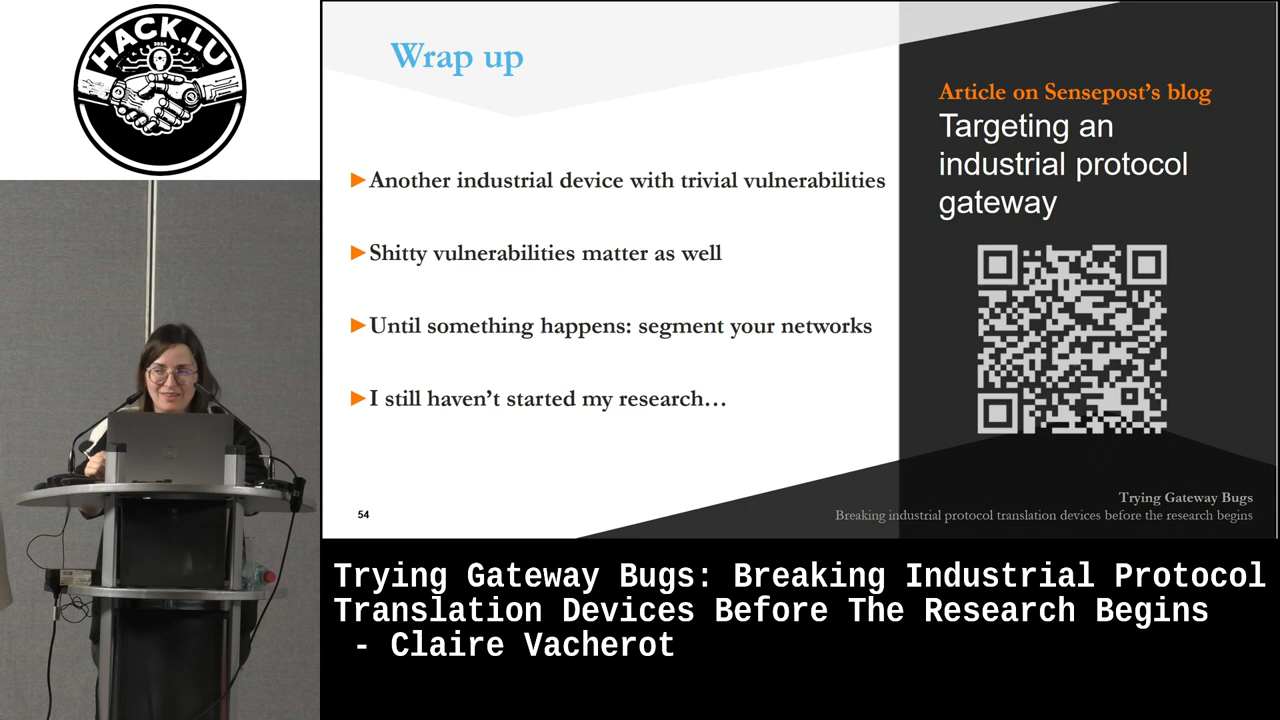 HACK.LU
2024
Wrap up
►Another industrial device with trivial vulnerabilities
►Shitty vulnerabilities matter as well
►Until something happens: segment your networks
►I still haven’t started my research…
54
Article on Sensepost’s blog
Targeting an
industrial protocol
gateway
Trying Gateway Bugs
Breaking industrial protocol translation devices before the research begins
Trying Gateway Bugs: Breaking Industrial Protocol
Translation Devices Before The Research Begins
- Claire Vacherot